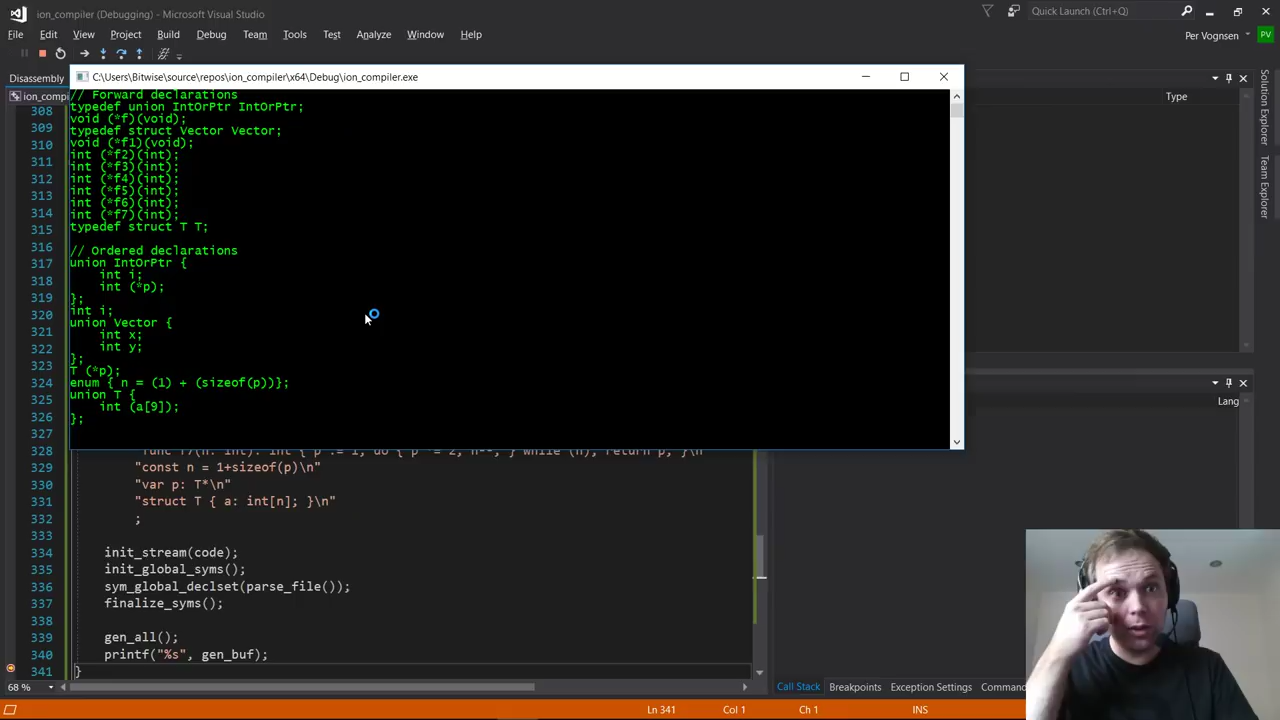 ion_compiler (Debugging) - Microsoft Visual Studio
Quick Launch (Ctrl+Q)
File Edit View Project Build Debug Team Tools Test Analyze Window Help
Per Vognsen PV
Disassembly
ion_compi
C:\Users\Bitwise\source\repos\ion_compiler\x64\Debug\ion_compiler.exe
Type
Solution Explorer
Team Explorer
// Forward declarations
typedef union IntOrPtr IntOrPtr;
void (*f)(void);
typedef struct Vector Vector;
void (*f1)(void);
int (*f2)(int);
int (*f3)(int);
int (*f4)(int);
int (*f5)(int);
int (*f6)(int);
int (*f7)(int);
typedef struct T T;
// Ordered declarations
union IntOrPtr {
int i;
int (*p);
};
int i;
union Vector {
int x;
int y;
};
T (*p);
enum { n = (1) + (sizeof(p))};
union T {
int (a[9]);
};
Lang
308
309
310
311
312
313
314
315
316
317
318
319
320
321
322
323
324
325
326
327
328 "func f7(n: int): int { p := 1; do { p *= 2; n--; } while (n); return p; }\n"
329 "const n = 1+sizeof(p)\n"
330 "var p: T*\n"
331 "struct T { a: int[n]; }\n"
332 ;
333
334 init_stream(code);
335 init_global_syms();
336 sym_global_declset(parse_file());
337 finalize_syms();
338
339 gen_all();
340 printf("%s", gen_buf);
341 }
68 %
Call Stack Breakpoints Exception Settings Comman
Ln 341 Col 1 Ch 1 INS